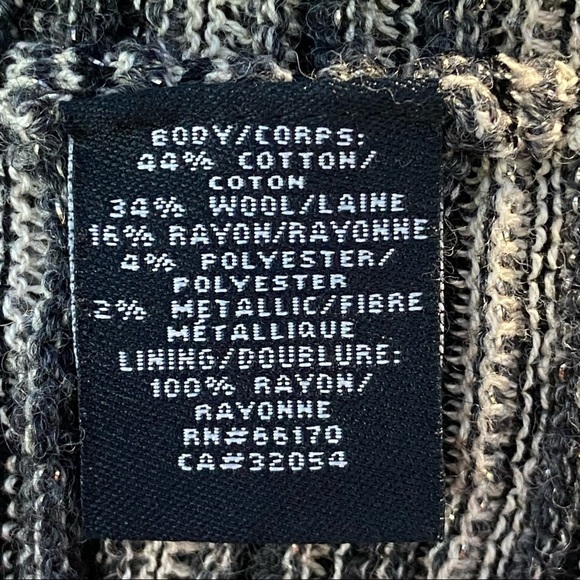 BODY/CORPS:
44% COTTON/
COTON
34% WOOL/LAINE
16% RAYON/RAYONNE
4% POLYESTER/
POLYESTER
2% METALLIC/FIBRE
MÉTALLIQUE
LINING/DOUBLURE:
100% RAYON/
RAYONNE
RN#66170
CA#32054